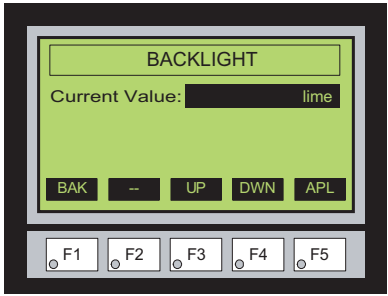 BACKLIGHT
Current Value: lime
BAK -- UP DWN APL
F1 F2 F3 F4 F5